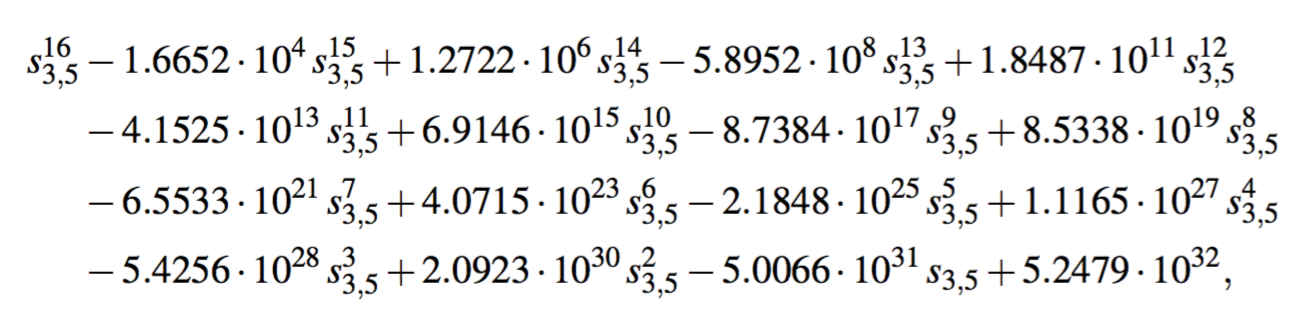 s_{3,5}^{16} − 1.6652 · 10^4 s_{3,5}^{15} + 1.2722 · 10^6 s_{3,5}^{14} − 5.8952 · 10^8 s_{3,5}^{13} + 1.8487 · 10^{11} s_{3,5}^{12}
− 4.1525 · 10^{13} s_{3,5}^{11} + 6.9146 · 10^{15} s_{3,5}^{10} − 8.7384 · 10^{17} s_{3,5}^9 + 8.5338 · 10^{19} s_{3,5}^8
− 6.5533 · 10^{21} s_{3,5}^7 + 4.0715 · 10^{23} s_{3,5}^6 − 2.1848 · 10^{25} s_{3,5}^5 + 1.1165 · 10^{27} s_{3,5}^4
− 5.4256 · 10^{28} s_{3,5}^3 + 2.0923 · 10^{30} s_{3,5}^2 − 5.0066 · 10^{31} s_{3,5} + 5.2479 · 10^{32} ,